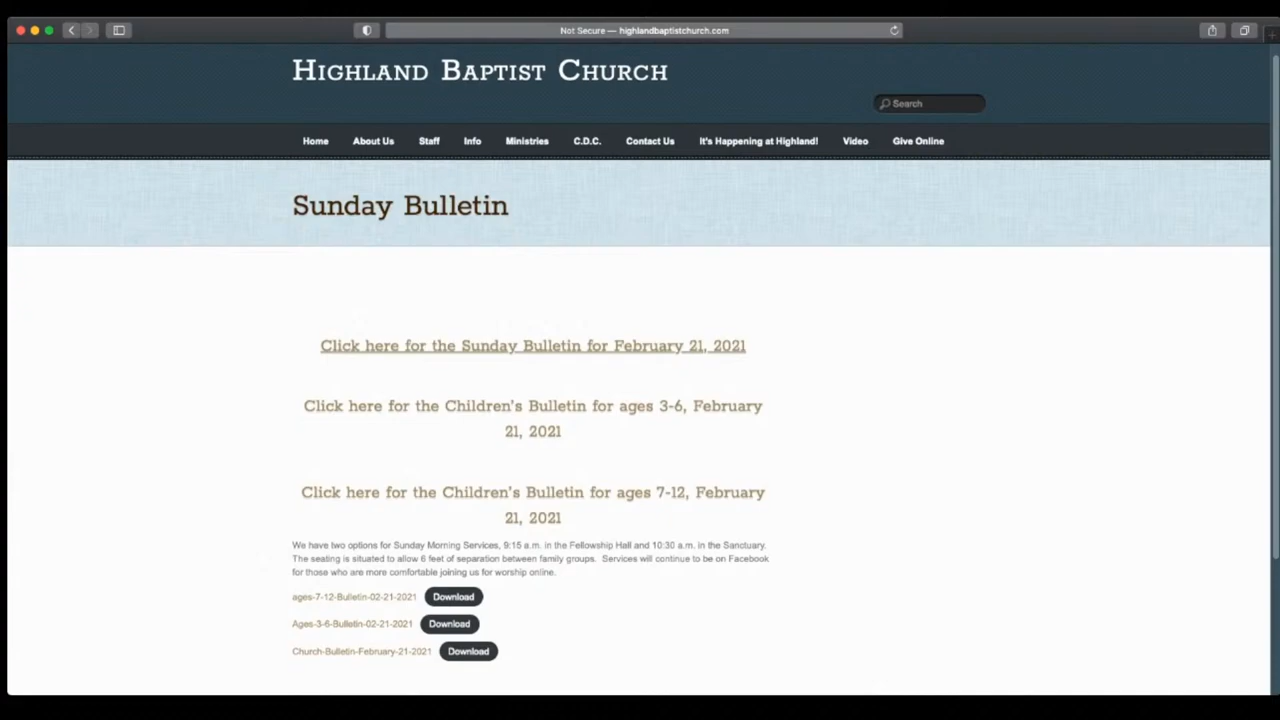 Not Secure — highlandbaptistchurch.com
Highland Baptist Church
Search
Home About Us Staff Info Ministries C.D.C. Contact Us It's Happening at Highland! Video Give Online
Sunday Bulletin
Click here for the Sunday Bulletin for February 21, 2021
Click here for the Children's Bulletin for ages 3-6, February
21, 2021
Click here for the Children's Bulletin for ages 7-12, February
21, 2021
We have two options for Sunday Morning Services, 9:15 a.m. in the Fellowship Hall and 10:30 a.m. in the Sanctuary.
The seating is situated to allow 6 feet of separation between family groups.  Services will continue to be on Facebook
for those who are more comfortable joining us for worship online.
ages-7-12-Bulletin-02-21-2021 Download
Ages-3-6-Bulletin-02-21-2021 Download
Church-Bulletin-February-21-2021 Download